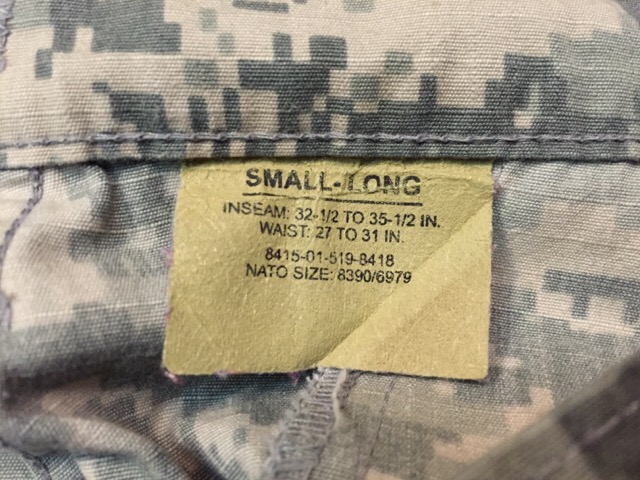 SMALL-LONG
INSEAM: 32-1/2 TO 35-1/2 IN.
WAIST: 27 TO 31 IN.
8415-01-519-8418
NATO SIZE: 8390/6979